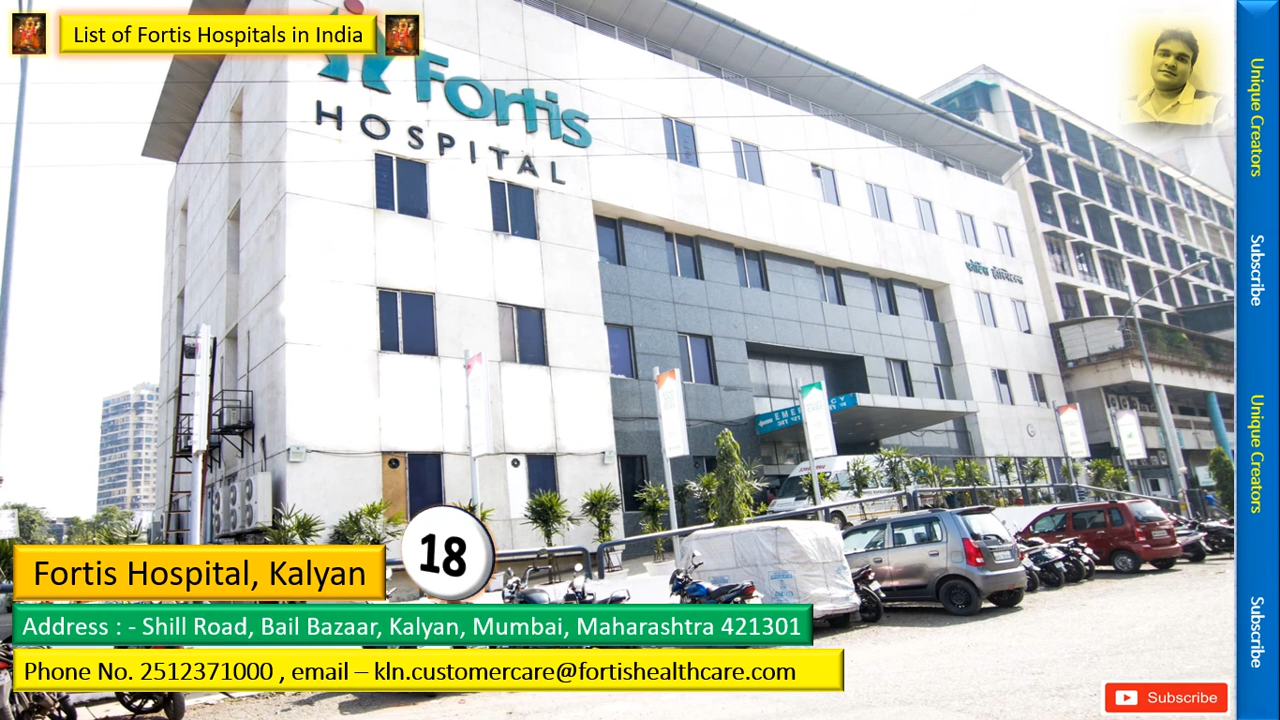 List of Fortis Hospitals in India
Fortis
HOSPITAL
फोर्टिस हॉस्पिटल
EMERGENCY
18
Fortis Hospital, Kalyan
Address : - Shill Road, Bail Bazaar, Kalyan, Mumbai, Maharashtra 421301
Phone No. 2512371000 , email – kln.customercare@fortishealthcare.com
Unique Creators
Subscribe
Unique Creators
Subscribe
Subscribe